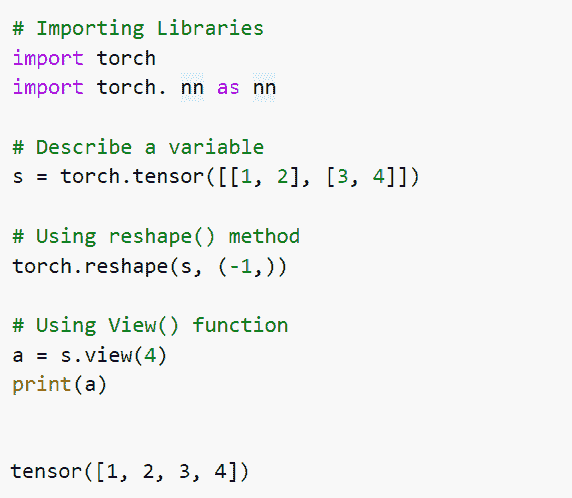 # Importing Libraries
import torch
import torch. nn as nn
# Describe a variable
s = torch.tensor([[1, 2], [3, 4]])
# Using reshape() method
torch.reshape(s, (-1,))
# Using View() function
a = s.view(4)
print(a)
tensor([1, 2, 3, 4])